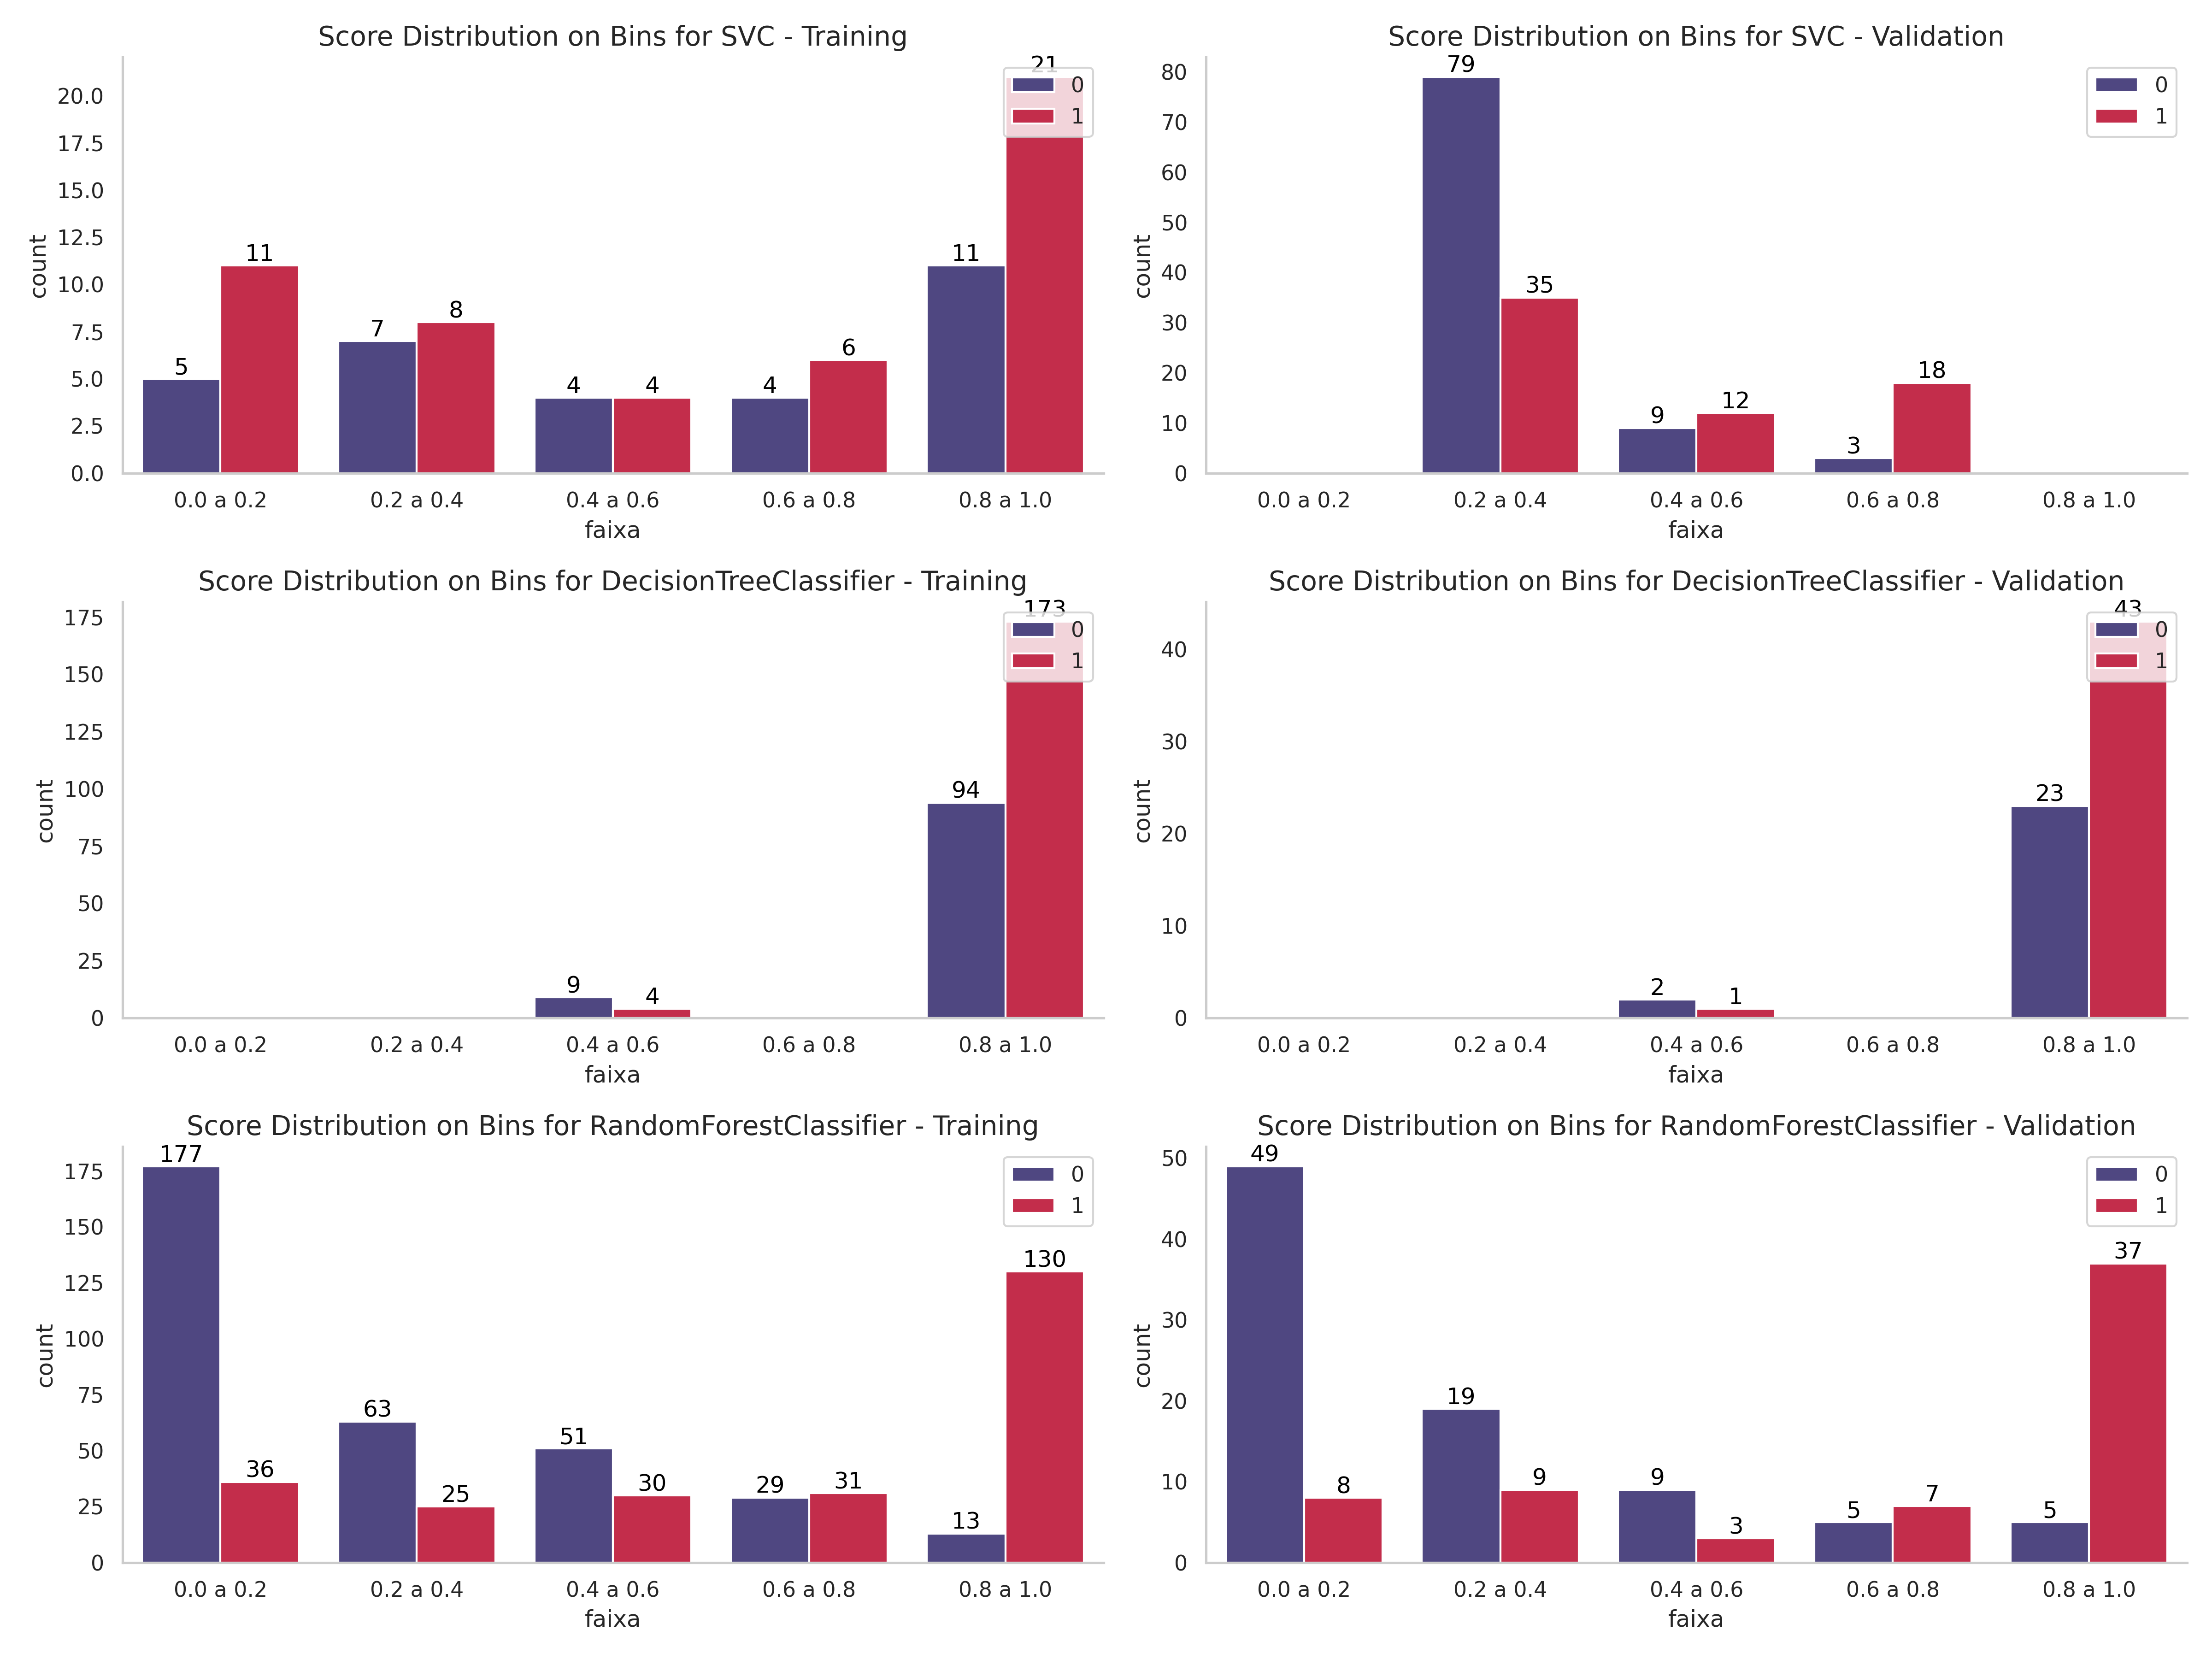 Score Distribution on Bins for SVC - Training
21
0
1
20.0
17.5
15.0
12.5
10.0
7.5
5.0
2.5
0.0
count
5
11
7
8
4
4
4
6
11
0.0 a 0.2
0.2 a 0.4
0.4 a 0.6
0.6 a 0.8
0.8 a 1.0
faixa
Score Distribution on Bins for SVC - Validation
0
1
80
70
60
50
40
30
20
10
0
count
79
35
9
12
3
18
0.0 a 0.2
0.2 a 0.4
0.4 a 0.6
0.6 a 0.8
0.8 a 1.0
faixa
Score Distribution on Bins for DecisionTreeClassifier - Training
173
0
1
175
150
125
100
75
50
25
0
count
9
4
94
0.0 a 0.2
0.2 a 0.4
0.4 a 0.6
0.6 a 0.8
0.8 a 1.0
faixa
Score Distribution on Bins for DecisionTreeClassifier - Validation
43
0
1
40
30
20
10
0
count
2
1
23
0.0 a 0.2
0.2 a 0.4
0.4 a 0.6
0.6 a 0.8
0.8 a 1.0
faixa
Score Distribution on Bins for RandomForestClassifier - Training
0
1
175
150
125
100
75
50
25
0
count
177
36
63
25
51
30
29
31
13
130
0.0 a 0.2
0.2 a 0.4
0.4 a 0.6
0.6 a 0.8
0.8 a 1.0
faixa
Score Distribution on Bins for RandomForestClassifier - Validation
0
1
50
40
30
20
10
0
count
49
8
19
9
9
3
5
7
5
37
0.0 a 0.2
0.2 a 0.4
0.4 a 0.6
0.6 a 0.8
0.8 a 1.0
faixa